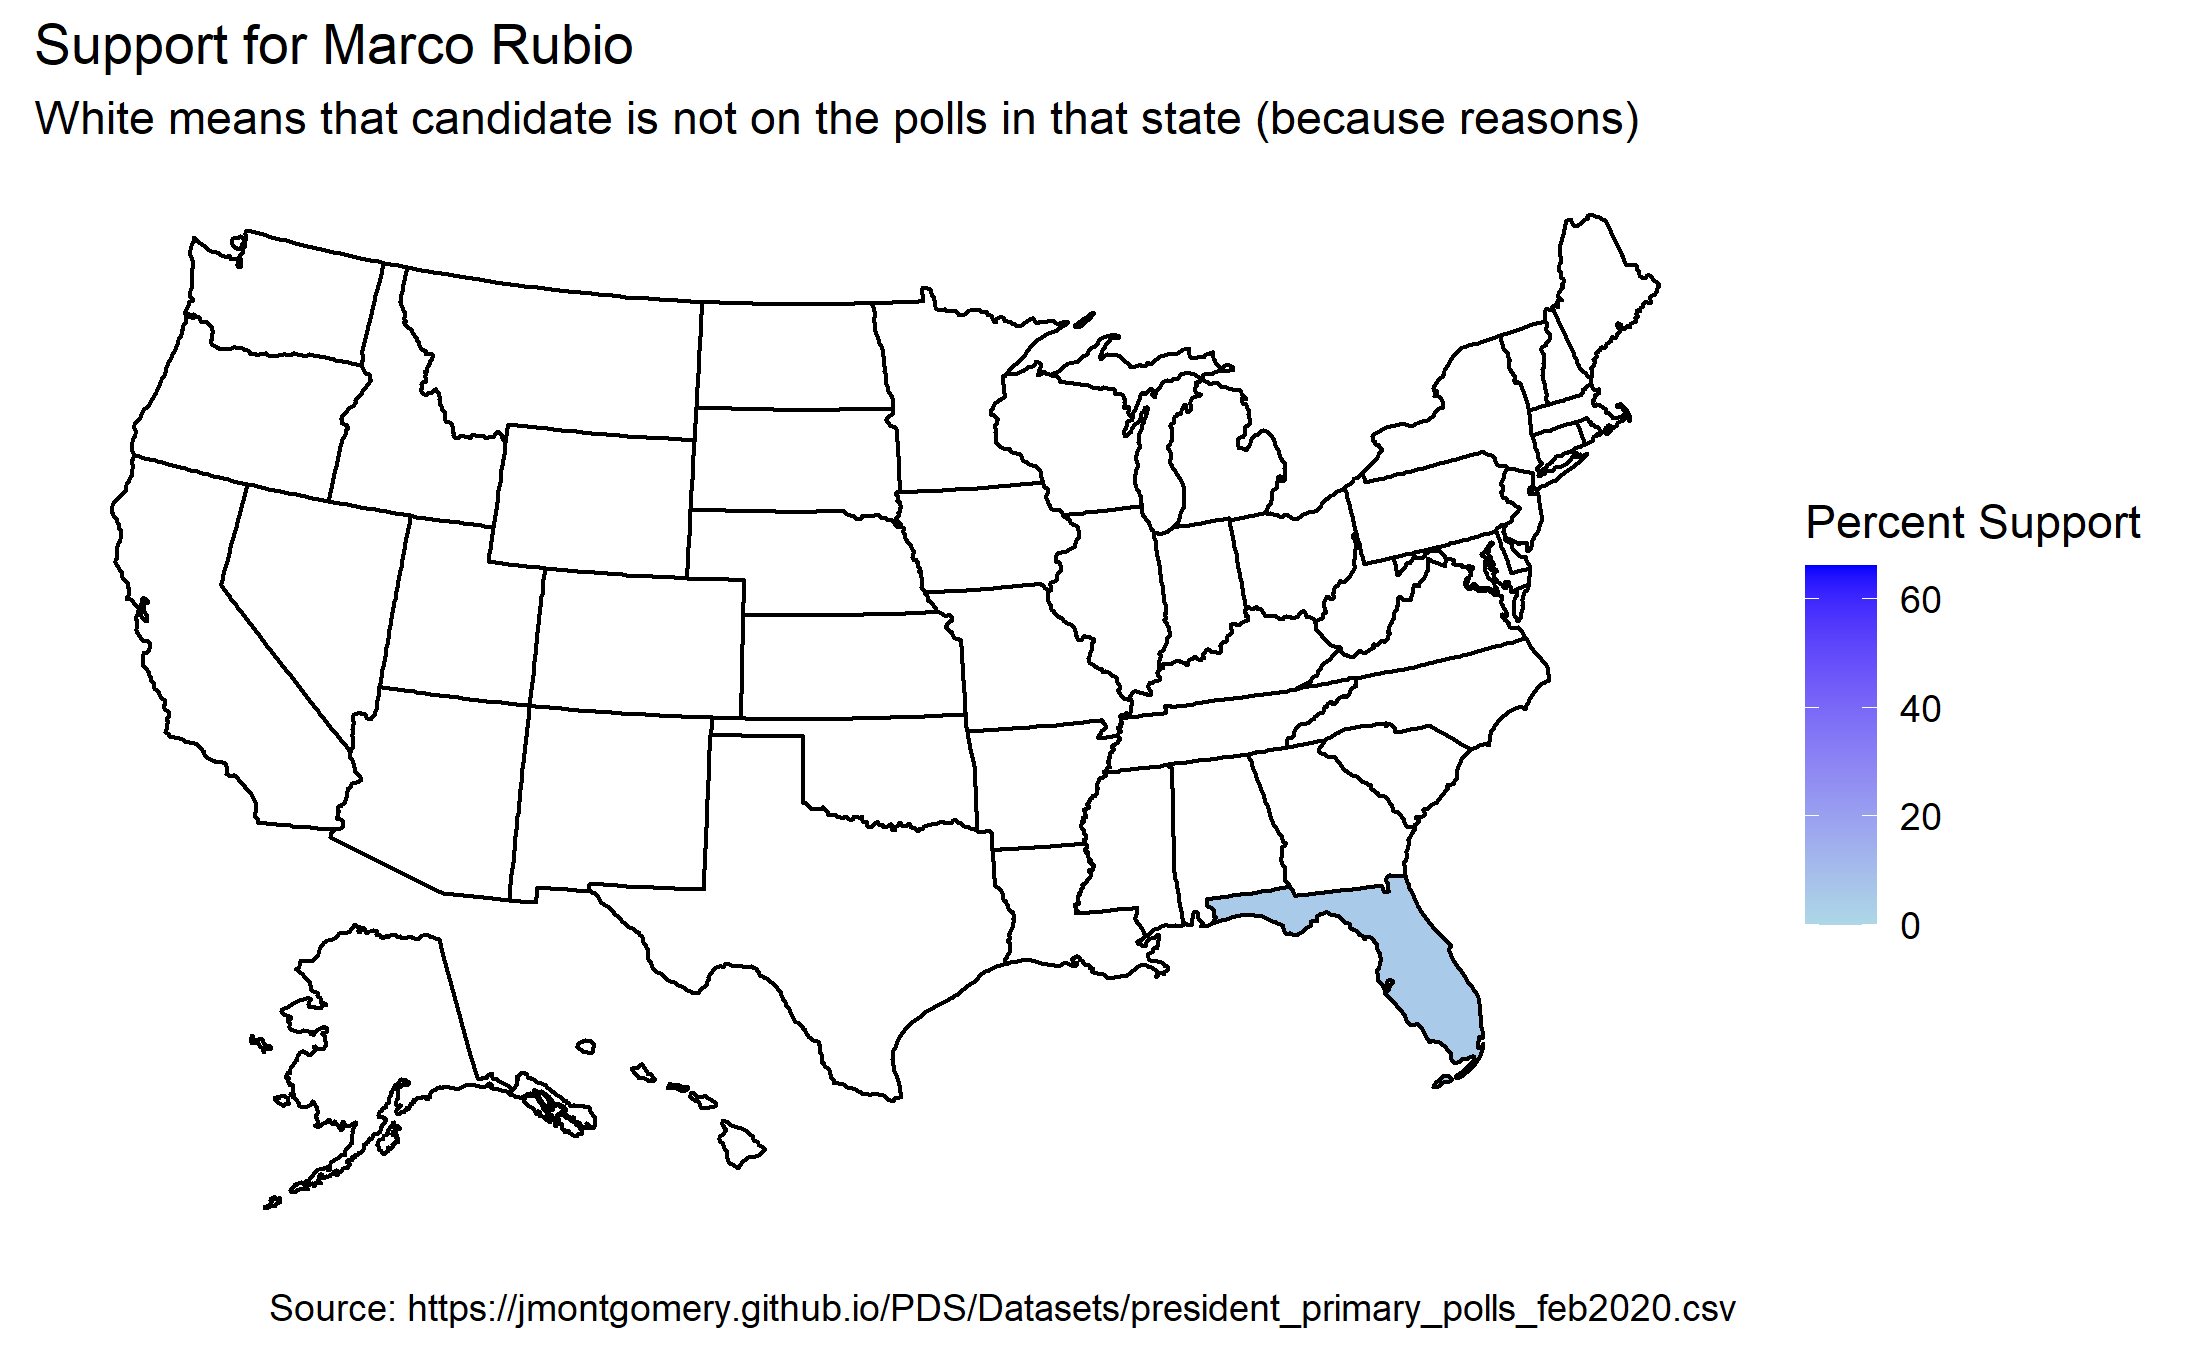 Support for Marco Rubio
White means that candidate is not on the polls in that state (because reasons)
Percent Support
60
40
20
0
Source: https://jmontgomery.github.io/PDS/Datasets/president_primary_polls_feb2020.csv